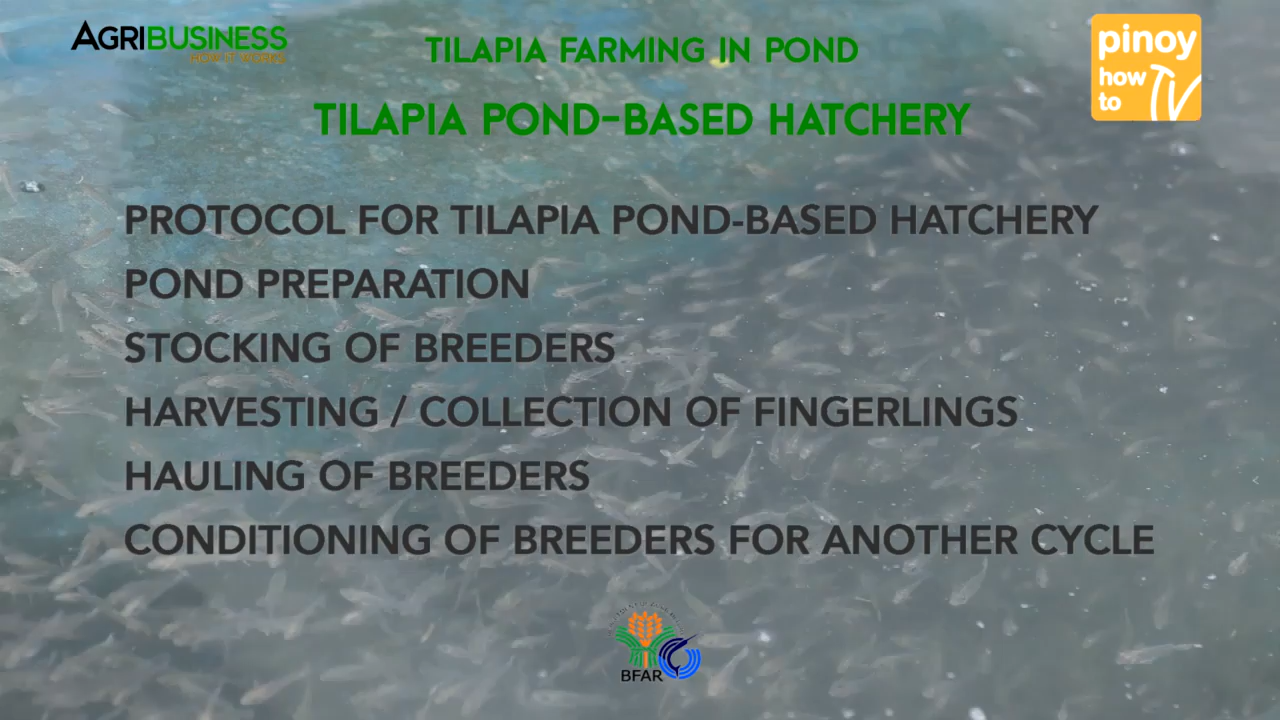 AGRIBUSINESS
HOW IT WORKS
TILAPIA FARMING IN POND
pinoy
how
to TV
TILAPIA POND-BASED HATCHERY
PROTOCOL FOR TILAPIA POND-BASED HATCHERY
POND PREPARATION
STOCKING OF BREEDERS
HARVESTING / COLLECTION OF FINGERLINGS
HAULING OF BREEDERS
CONDITIONING OF BREEDERS FOR ANOTHER CYCLE
BFAR